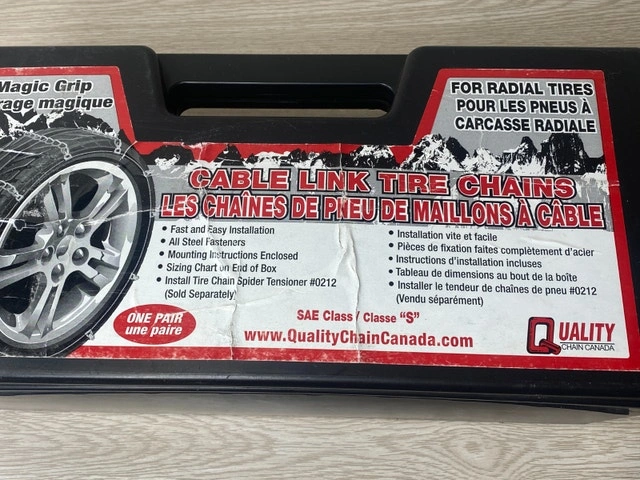 Magic Grip
rage magique
FOR RADIAL TIRES
POUR LES PNEUS À
CARCASSE RADIALE
CABLE LINK TIRE CHAINS
LES CHAÎNES DE PNEU DE MAILLONS À CÂBLE
• Fast and Easy Installation
• All Steel Fasteners
• Mounting Instructions Enclosed
• Sizing Chart on End of Box
• Install Tire Chain Spider Tensioner #0212
(Sold Separately)
• Installation vite et facile
• Pièces de fixation faites complètement d'acier
• Instructions d'installation incluses
• Tableau de dimensions au bout de la boîte
• Installer le tendeur de chaînes de pneu #0212
(Vendu séparément)
ONE PAIR
une paire
SAE Class / Classe "S"
www.QualityChainCanada.com
QUALITY
CHAIN CANADA